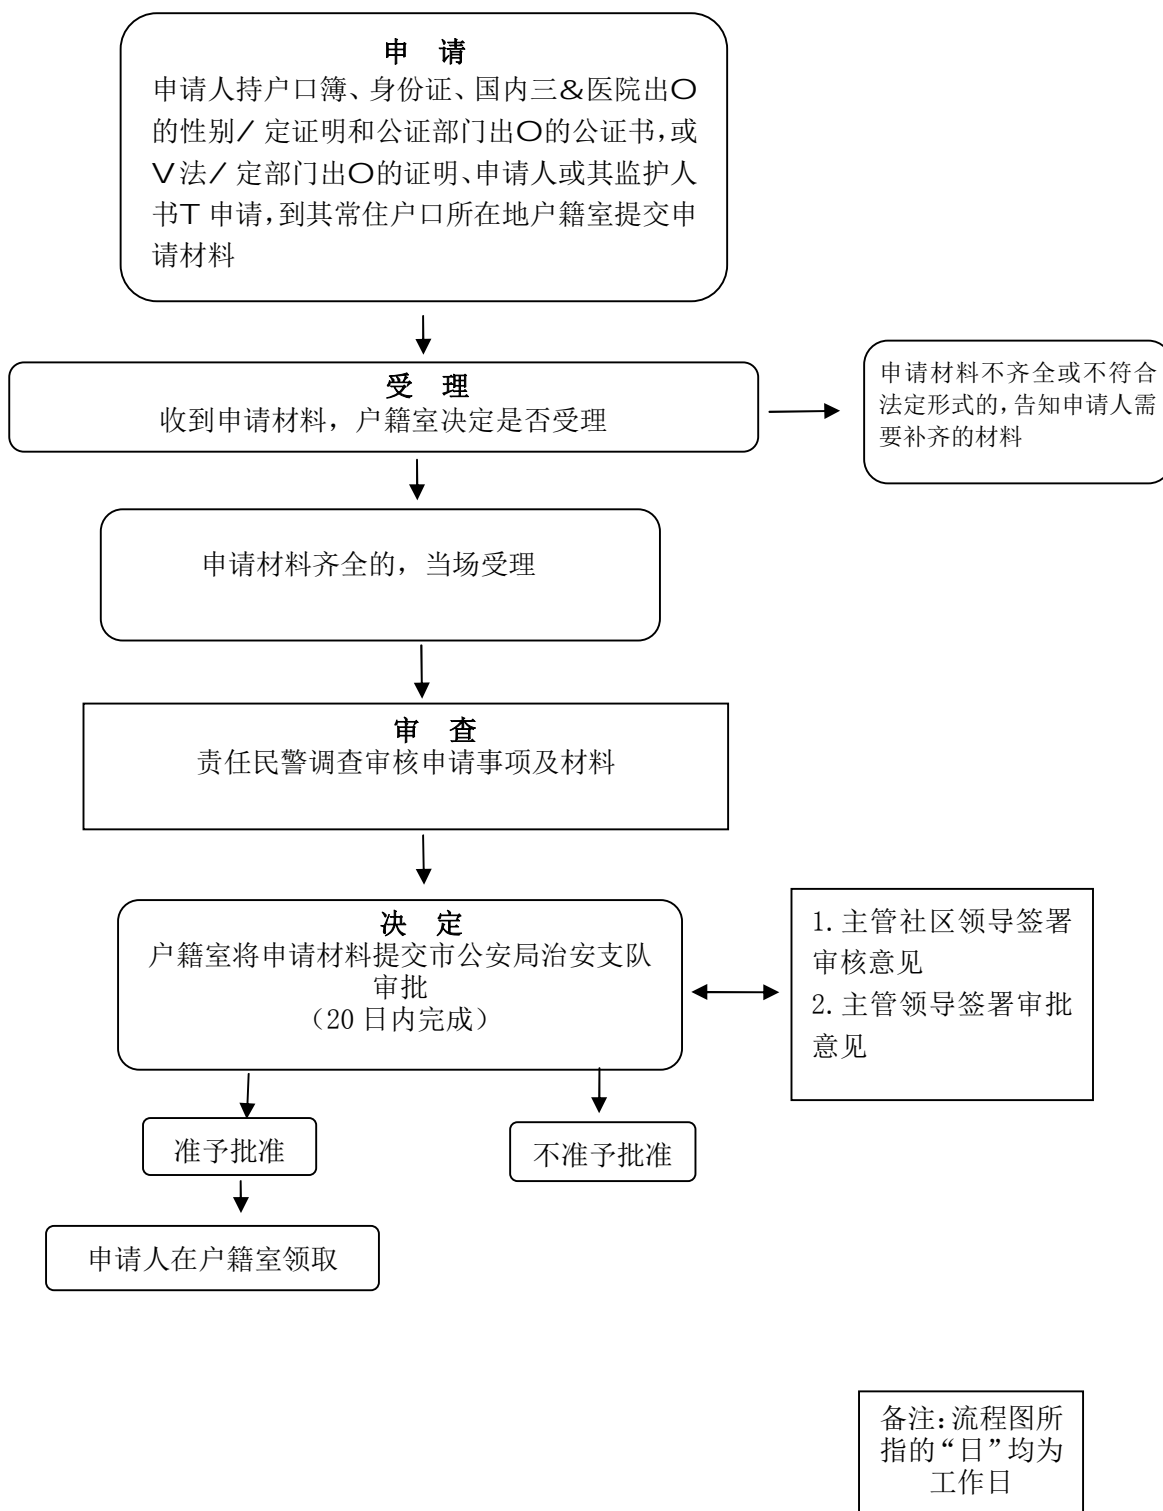 申 请
申请人持户口簿、身份证、国内三&医院出O
的性别/定证明和公证部门出O的公证书，或
V法/定部门出O的证明、申请人或其监护人
书T申请，到其常住户口所在地户籍室提交申
请材料
受 理
收到申请材料，户籍室决定是否受理
申请材料不齐全或不符合
法定形式的，告知申请人需
要补齐的材料
申请材料齐全的，当场受理
审 查
责任民警调查审核申请事项及材料
决 定
户籍室将申请材料提交市公安局治安支队
审批
（20 日内完成）
1.主管社区领导签署
审核意见
2.主管领导签署审批
意见
准予批准
不准予批准
申请人在户籍室领取
备注：流程图所
指的“日”均为
工作日